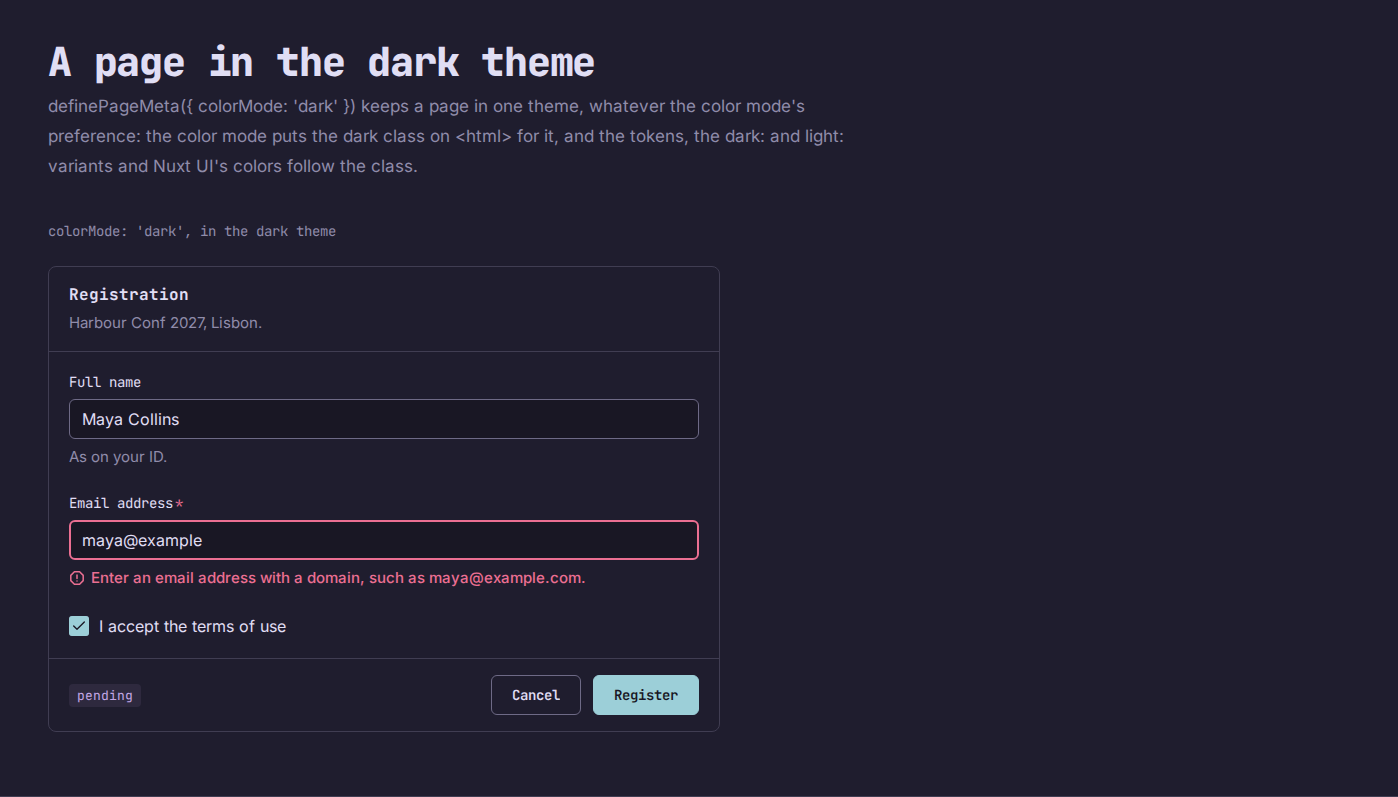 A page in the dark theme
definePageMeta({ colorMode: 'dark' }) keeps a page in one theme, whatever the color mode's
preference: the color mode puts the dark class on <html> for it, and the tokens, the dark: and light:
variants and Nuxt UI's colors follow the class.
colorMode: 'dark', in the dark theme
Registration
Harbour Conf 2027, Lisbon.
Full name
Maya Collins
As on your ID.
Email address*
maya@example
Enter an email address with a domain, such as maya@example.com.
I accept the terms of use
pending
Cancel
Register